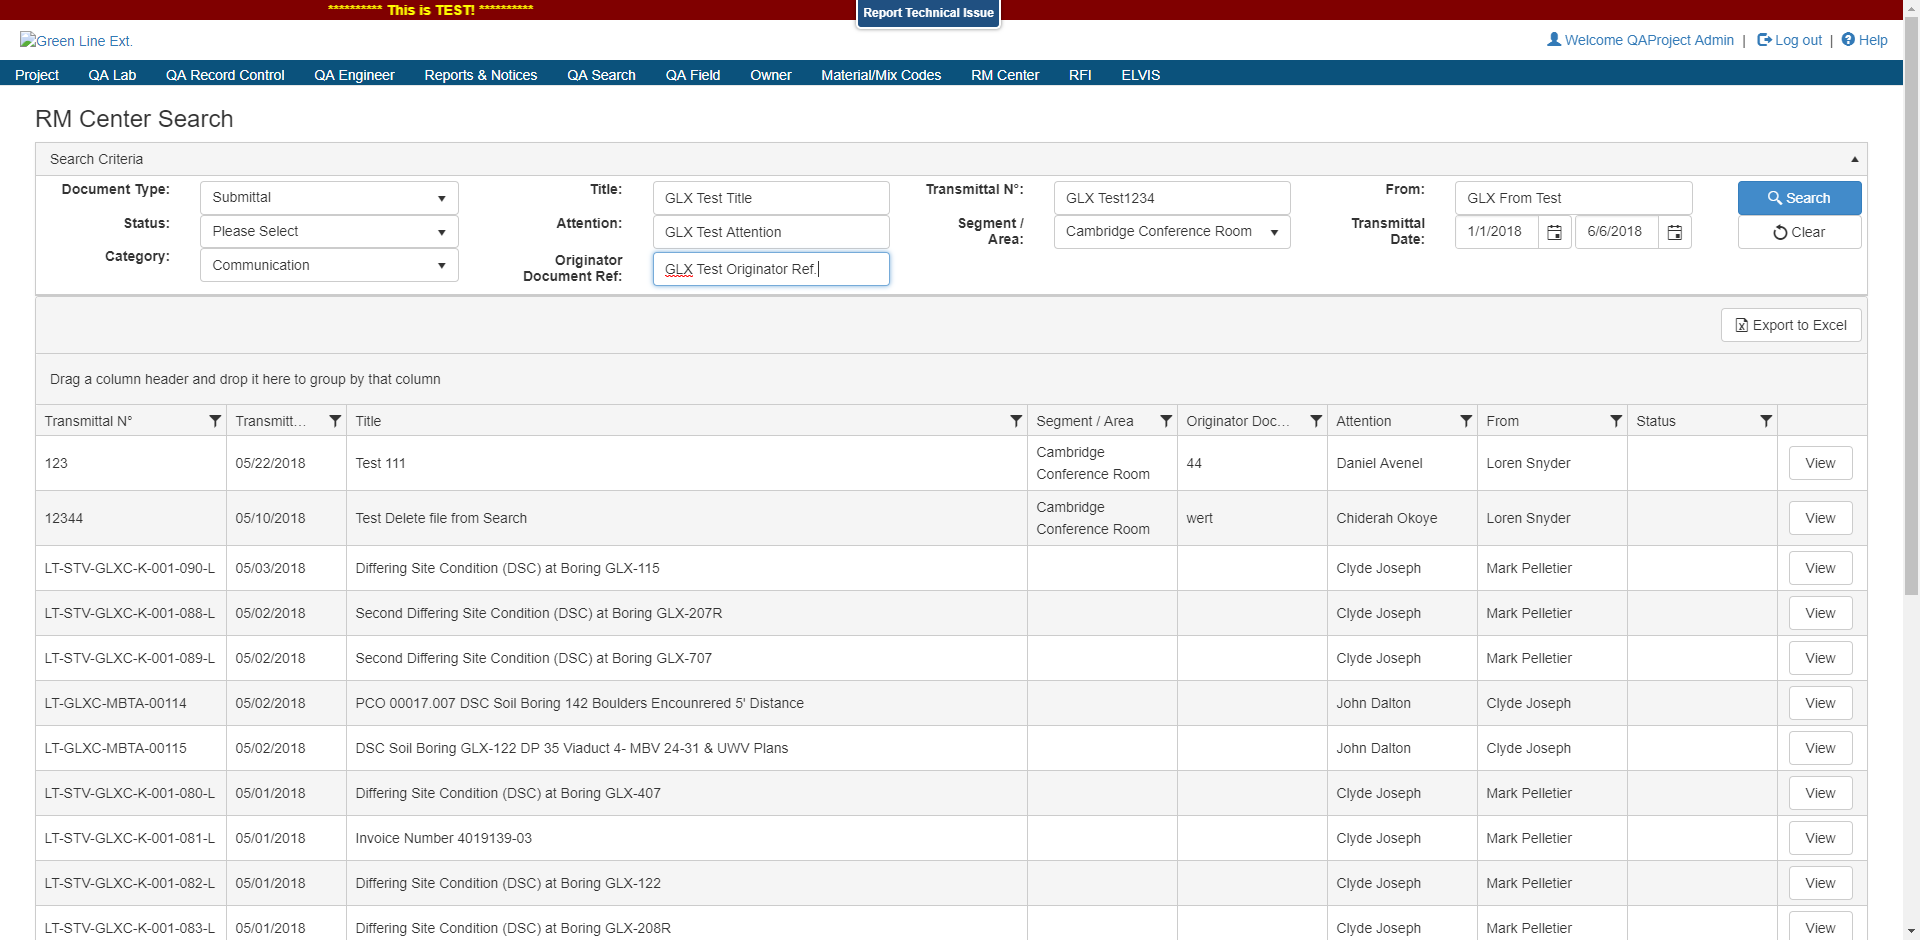 ********** This is TEST! **********
Report Technical Issue
Green Line Ext.
Welcome QAProject Admin | Log out | Help
Project QA Lab QA Record Control QA Engineer Reports & Notices QA Search QA Field Owner Material/Mix Codes RM Center RFI ELVIS
RM Center Search
Search Criteria
Document Type: Submittal Title: GLX Test Title Transmittal N°: GLX Test1234 From: GLX From Test Search
Status: Please Select Attention: GLX Test Attention Segment / Area: Cambridge Conference Room Transmittal Date: 1/1/2018 6/6/2018 Clear
Category: Communication Originator Document Ref: GLX Test Originator Ref.
Export to Excel
Drag a column header and drop it here to group by that column
Transmittal N° Transmitt... Title Segment / Area Originator Doc... Attention From Status
123 05/22/2018 Test 111 Cambridge Conference Room 44 Daniel Avenel Loren Snyder View
12344 05/10/2018 Test Delete file from Search Cambridge Conference Room wert Chiderah Okoye Loren Snyder View
LT-STV-GLXC-K-001-090-L 05/03/2018 Differing Site Condition (DSC) at Boring GLX-115 Clyde Joseph Mark Pelletier View
LT-STV-GLXC-K-001-088-L 05/02/2018 Second Differing Site Condition (DSC) at Boring GLX-207R Clyde Joseph Mark Pelletier View
LT-STV-GLXC-K-001-089-L 05/02/2018 Second Differing Site Condition (DSC) at Boring GLX-707 Clyde Joseph Mark Pelletier View
LT-GLXC-MBTA-00114 05/02/2018 PCO 00017.007 DSC Soil Boring 142 Boulders Encounrered 5' Distance John Dalton Clyde Joseph View
LT-GLXC-MBTA-00115 05/02/2018 DSC Soil Boring GLX-122 DP 35 Viaduct 4- MBV 24-31 & UWV Plans John Dalton Clyde Joseph View
LT-STV-GLXC-K-001-080-L 05/01/2018 Differing Site Condition (DSC) at Boring GLX-407 Clyde Joseph Mark Pelletier View
LT-STV-GLXC-K-001-081-L 05/01/2018 Invoice Number 4019139-03 Clyde Joseph Mark Pelletier View
LT-STV-GLXC-K-001-082-L 05/01/2018 Differing Site Condition (DSC) at Boring GLX-122 Clyde Joseph Mark Pelletier View
LT-STV-GLXC-K-001-083-L 05/01/2018 Differing Site Condition (DSC) at Boring GLX-208R Clyde Joseph Mark Pelletier View